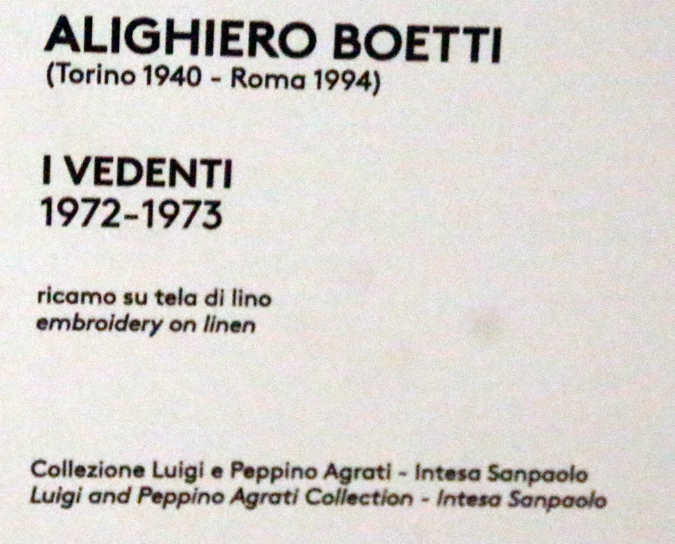 ALIGHIERO BOETTI
(Torino 1940 - Roma 1994)
I VEDENTI
1972-1973
ricamo su tela di lino
embroidery on linen
Collezione Luigi e Peppino Agrati - Intesa Sanpaolo
Luigi and Peppino Agrati Collection - Intesa Sanpaolo